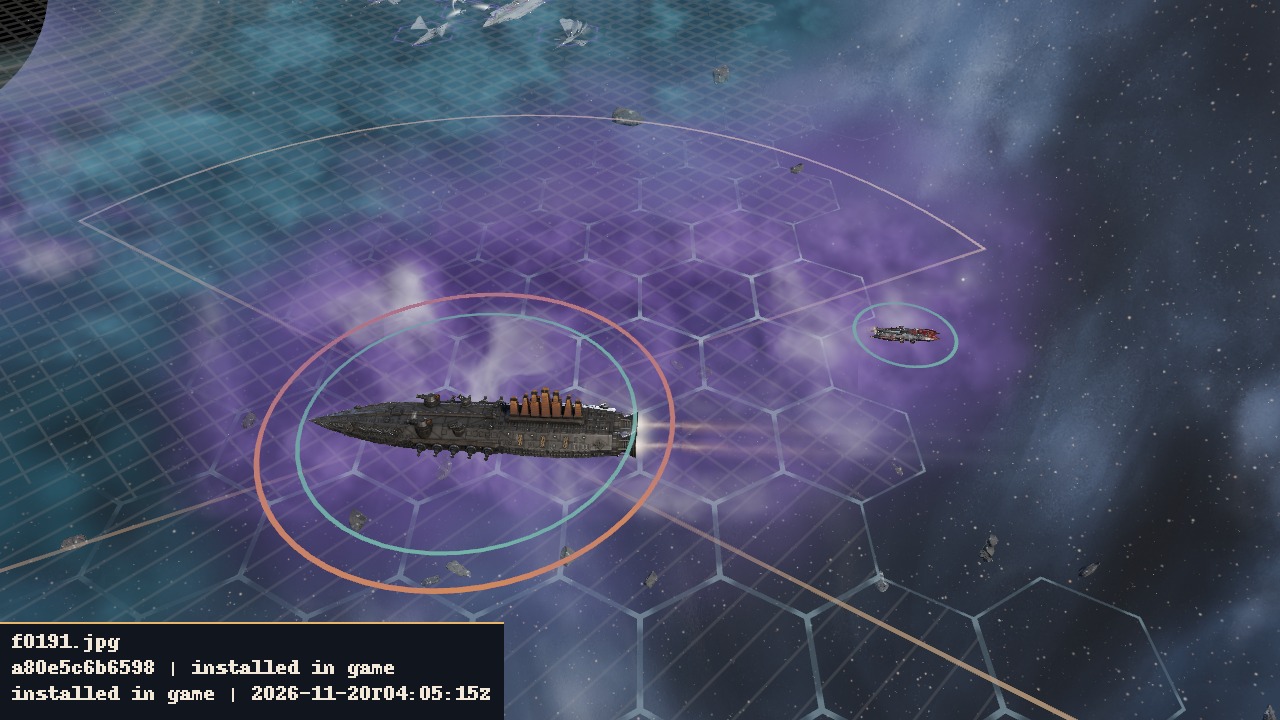 f0191.jpg
a80e5c6b6598 | installed in game
installed in game | 2026-11-20T04:05:15Z